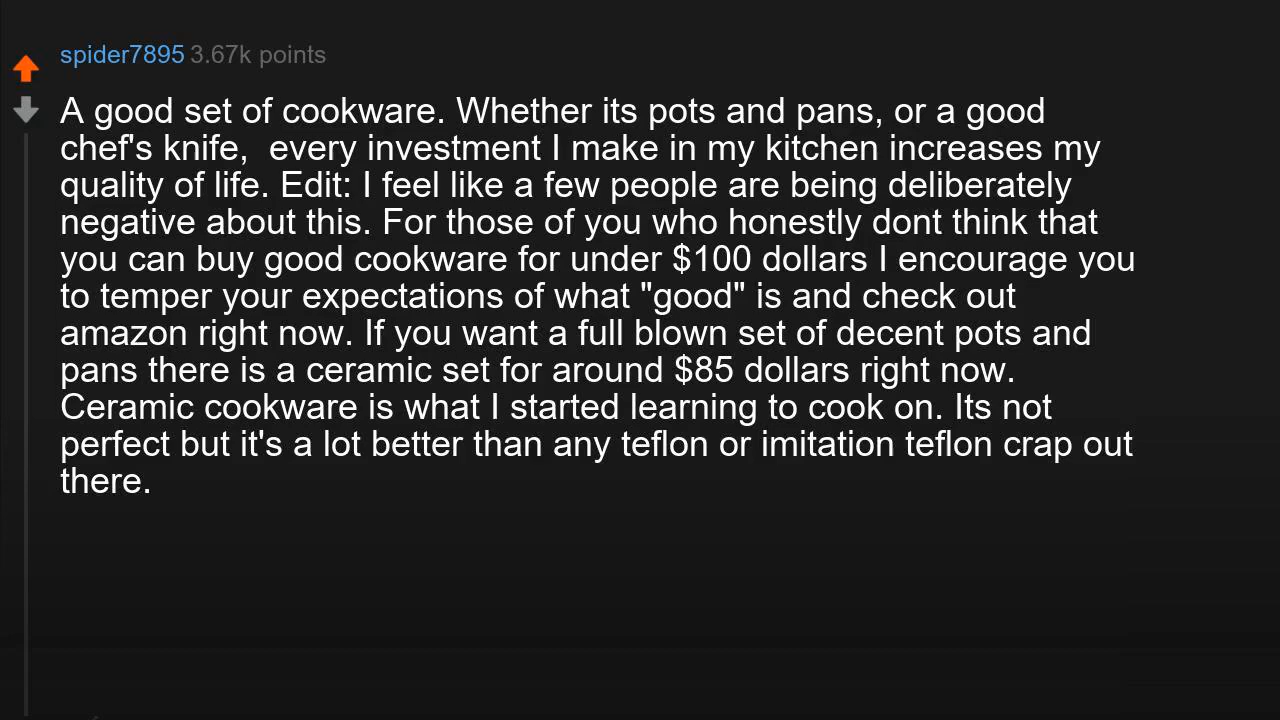 spider7895 3.67k points
A good set of cookware. Whether its pots and pans, or a good
chef's knife,  every investment I make in my kitchen increases my
quality of life. Edit: I feel like a few people are being deliberately
negative about this. For those of you who honestly dont think that
you can buy good cookware for under $100 dollars I encourage you
to temper your expectations of what "good" is and check out
amazon right now. If you want a full blown set of decent pots and
pans there is a ceramic set for around $85 dollars right now.
Ceramic cookware is what I started learning to cook on. Its not
perfect but it's a lot better than any teflon or imitation teflon crap out
there.